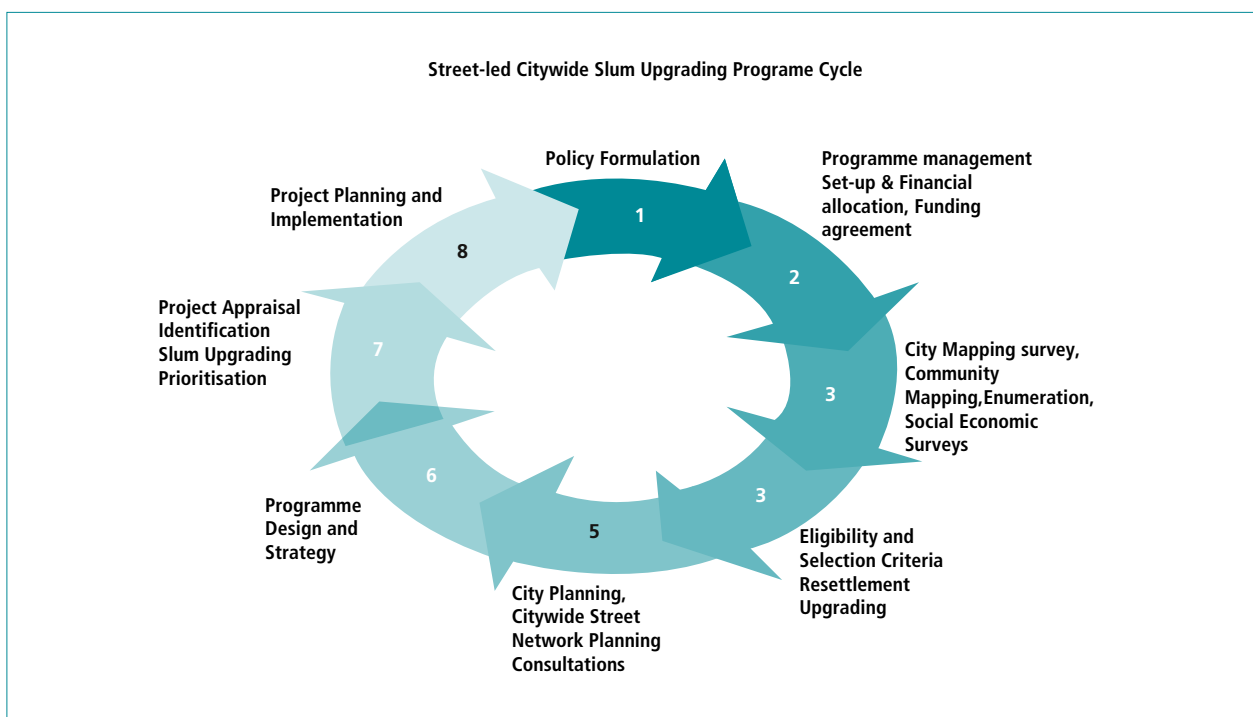 Street-led Citywide Slum Upgrading Programe Cycle
Policy Formulation
1
Programme management
Set-up & Financial
allocation, Funding
agreement
2
City Mapping survey,
Community
Mapping,Enumeration,
Social Economic
Surveys
3
Eligibility and
Selection Criteria
Resettlement
Upgrading
3
City Planning,
Citywide Street
Network Planning
Consultations
5
Programme
Design and
Strategy
6
Project Appraisal
Identification
Slum Upgrading
Prioritisation
7
Project Planning and
Implementation
8